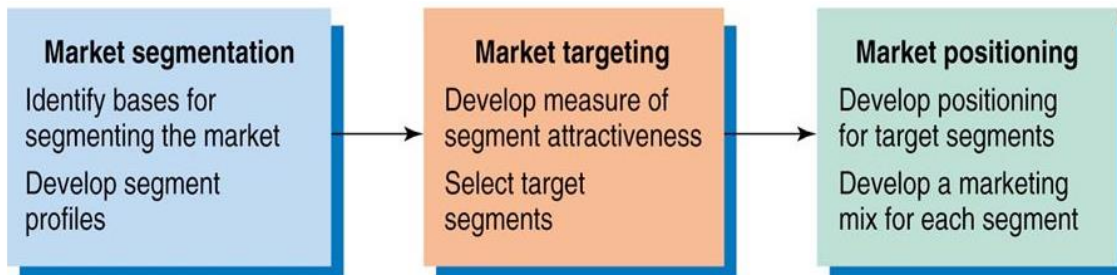 Market segmentation
Identify bases for
segmenting the market
Develop segment
profiles
Market targeting
Develop measure of
segment attractiveness
Select target
segments
Market positioning
Develop positioning
for target segments
Develop a marketing
mix for each segment